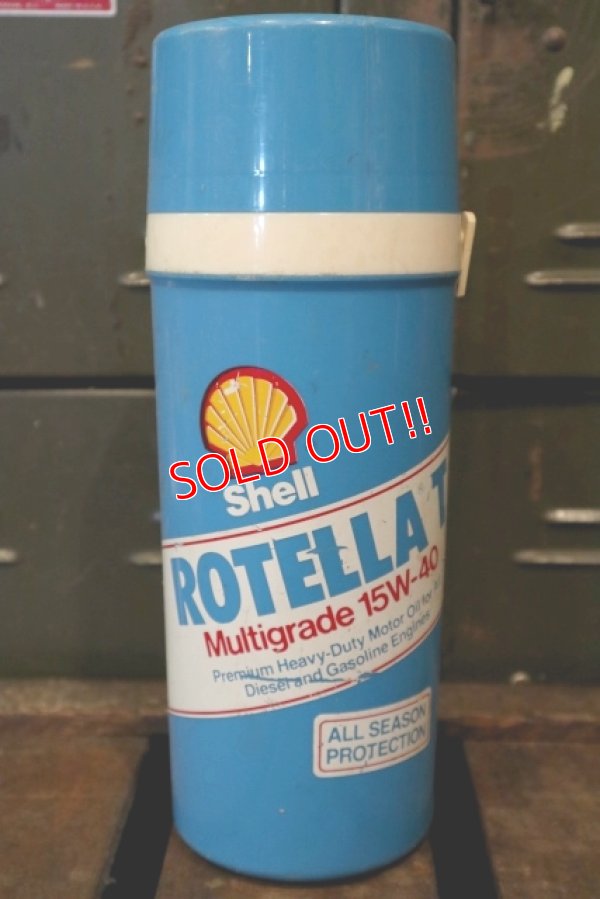 SOLD OUT!!
Shell
ROTELLA T
Multigrade 15W-40
Premium Heavy-Duty Motor Oil for
Diesel and Gasoline Engines
ALL SEASON
PROTECTION